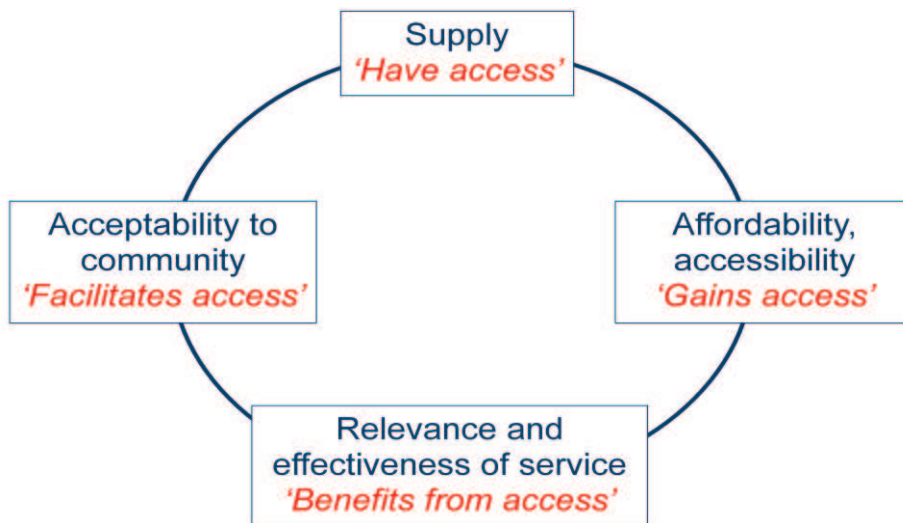 Supply
‘Have access’
Acceptability to
community
‘Facilitates access’
Affordability,
accessibility
‘Gains access’
Relevance and
effectiveness of service
‘Benefits from access’